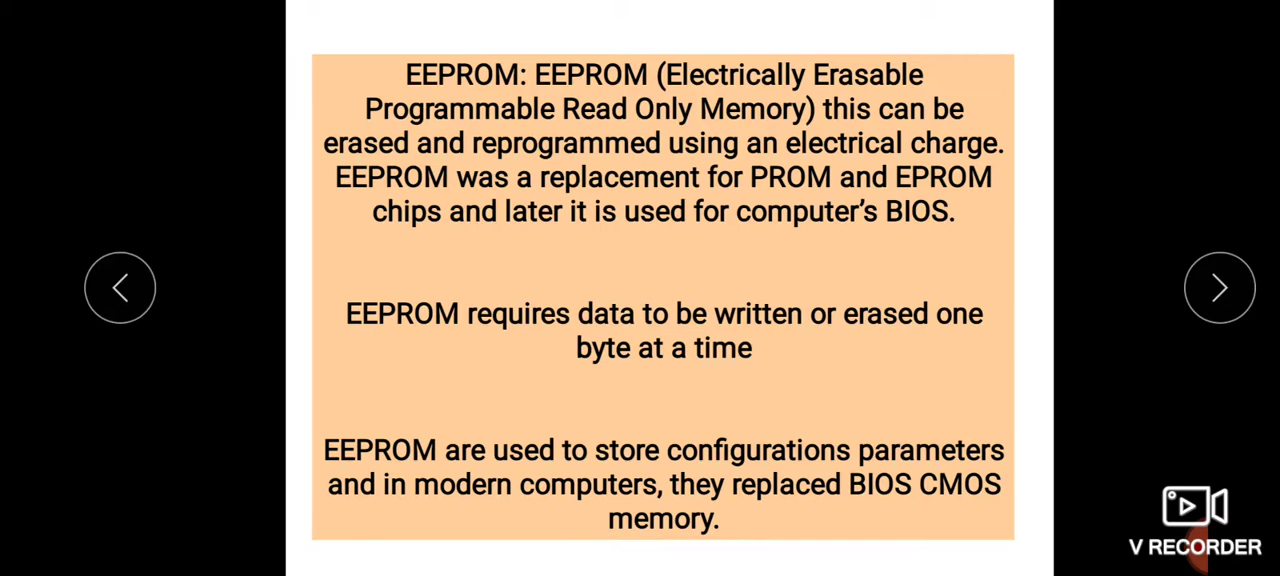 EEPROM: EEPROM (Electrically Erasable
Programmable Read Only Memory) this can be
erased and reprogrammed using an electrical charge.
EEPROM was a replacement for PROM and EPROM
chips and later it is used for computer’s BIOS.
EEPROM requires data to be written or erased one
byte at a time
EEPROM are used to store configurations parameters
and in modern computers, they replaced BIOS CMOS
memory.
V RECORDER